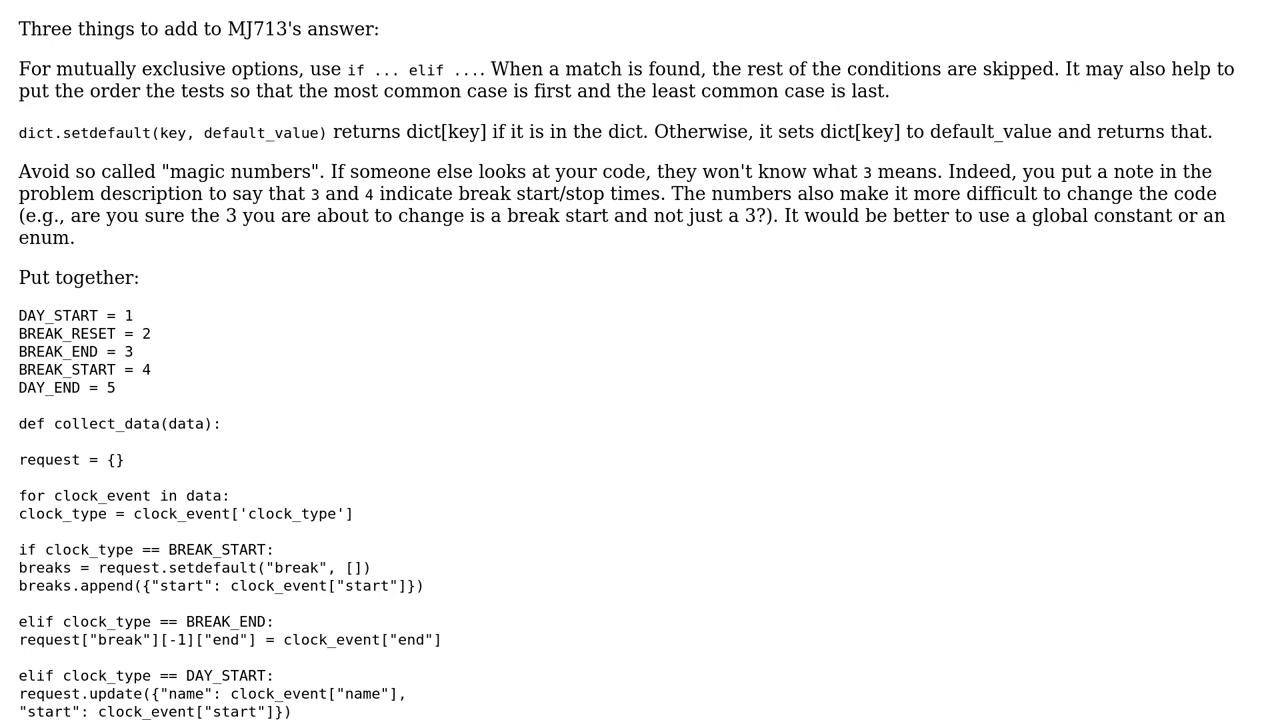 Three things to add to MJ713's answer:
For mutually exclusive options, use if ... elif .... When a match is found, the rest of the conditions are skipped. It may also help to
put the order the tests so that the most common case is first and the least common case is last.
dict.setdefault(key, default_value) returns dict[key] if it is in the dict. Otherwise, it sets dict[key] to default_value and returns that.
Avoid so called "magic numbers". If someone else looks at your code, they won't know what 3 means. Indeed, you put a note in the
problem description to say that 3 and 4 indicate break start/stop times. The numbers also make it more difficult to change the code
(e.g., are you sure the 3 you are about to change is a break start and not just a 3?). It would be better to use a global constant or an
enum.
Put together:
DAY_START = 1
BREAK_RESET = 2
BREAK_END = 3
BREAK_START = 4
DAY_END = 5
def collect_data(data):
request = {}
for clock_event in data:
clock_type = clock_event['clock_type']
if clock_type == BREAK_START:
breaks = request.setdefault("break", [])
breaks.append({"start": clock_event["start"]})
elif clock_type == BREAK_END:
request["break"][-1]["end"] = clock_event["end"]
elif clock_type == DAY_START:
request.update({"name": clock_event["name"],
"start": clock_event["start"]})